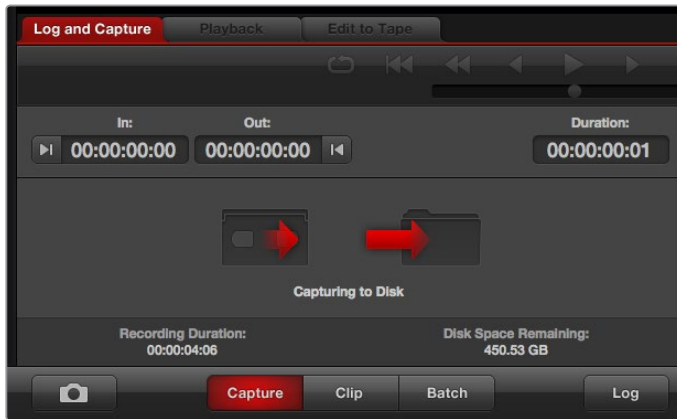 Log and Capture Playback Edit to Tape
In: Out: Duration:
00:00:00:00 00:00:00:00 00:00:00:01
Capturing to Disk
Recording Duration: Disk Space Remaining:
00:00:04:06 450.53 GB
Capture Clip Batch Log